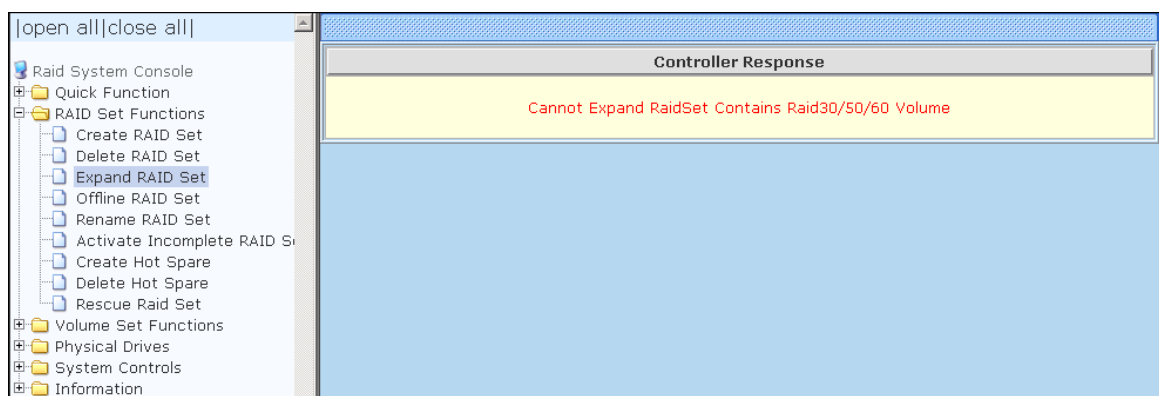 |open all|close all|
Raid System Console
Quick Function
RAID Set Functions
Create RAID Set
Delete RAID Set
Expand RAID Set
Offline RAID Set
Rename RAID Set
Activate Incomplete RAID
Create Hot Spare
Delete Hot Spare
Rescue Raid Set
Volume Set Functions
Physical Drives
System Controls
Information
Controller Response
Cannot Expand RaidSet Contains Raid30/50/60 Volume